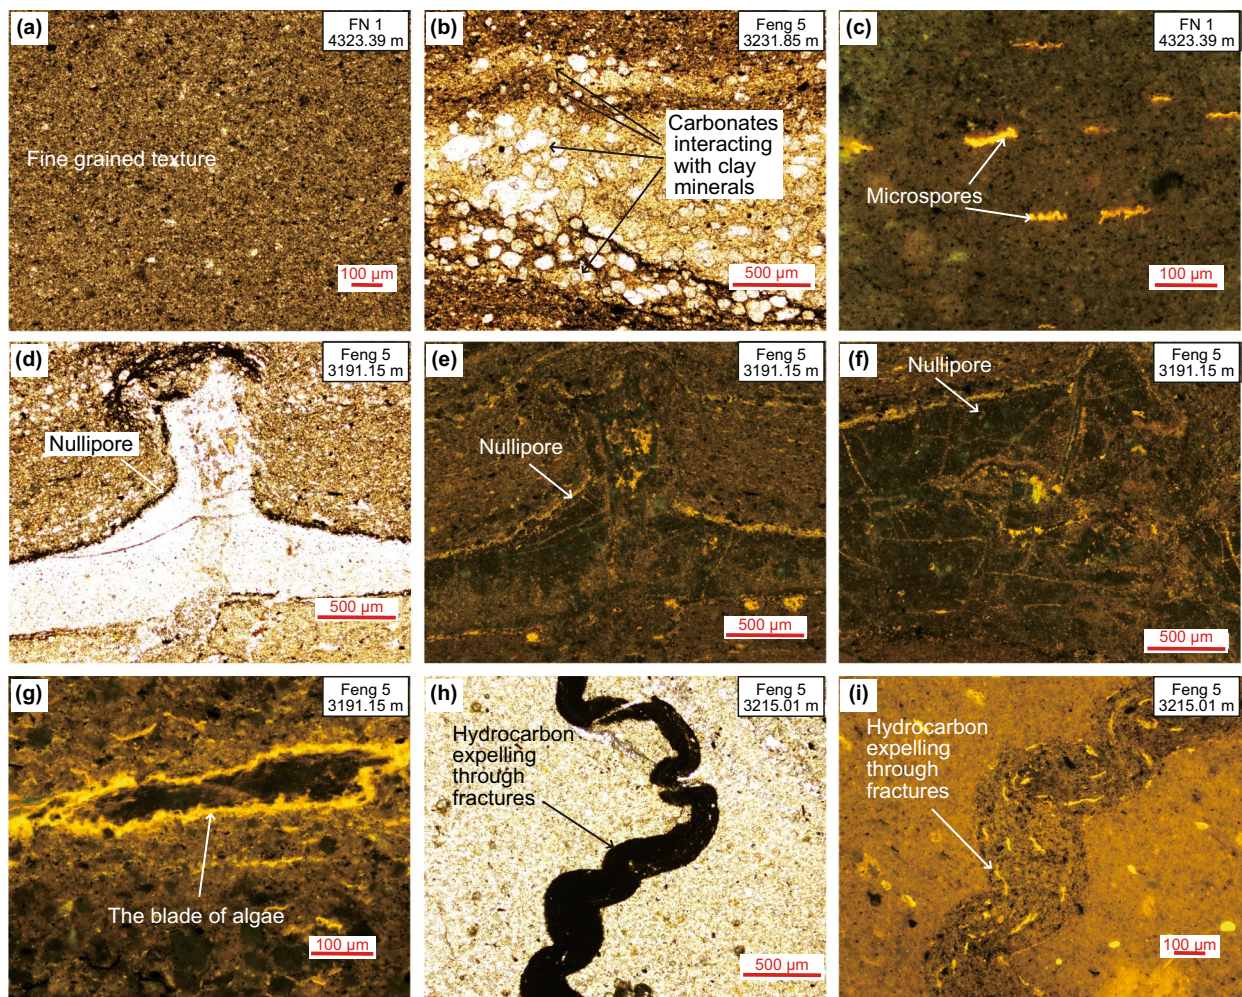 (a)
FN 1
4323.39 m
Fine grained texture
100 µm
(b)
Feng 5
3231.85 m
Carbonates
interacting
with clay
minerals
500 µm
(c)
FN 1
4323.39 m
Microspores
100 µm
(d)
Feng 5
3191.15 m
Nullipore
500 µm
(e)
Feng 5
3191.15 m
Nullipore
500 µm
(f)
Feng 5
3191.15 m
Nullipore
500 µm
(g)
Feng 5
3191.15 m
The blade of algae
100 µm
(h)
Feng 5
3215.01 m
Hydrocarbon
expelling
through
fractures
500 µm
(i)
Feng 5
3215.01 m
Hydrocarbon
expelling
through
fractures
100 µm